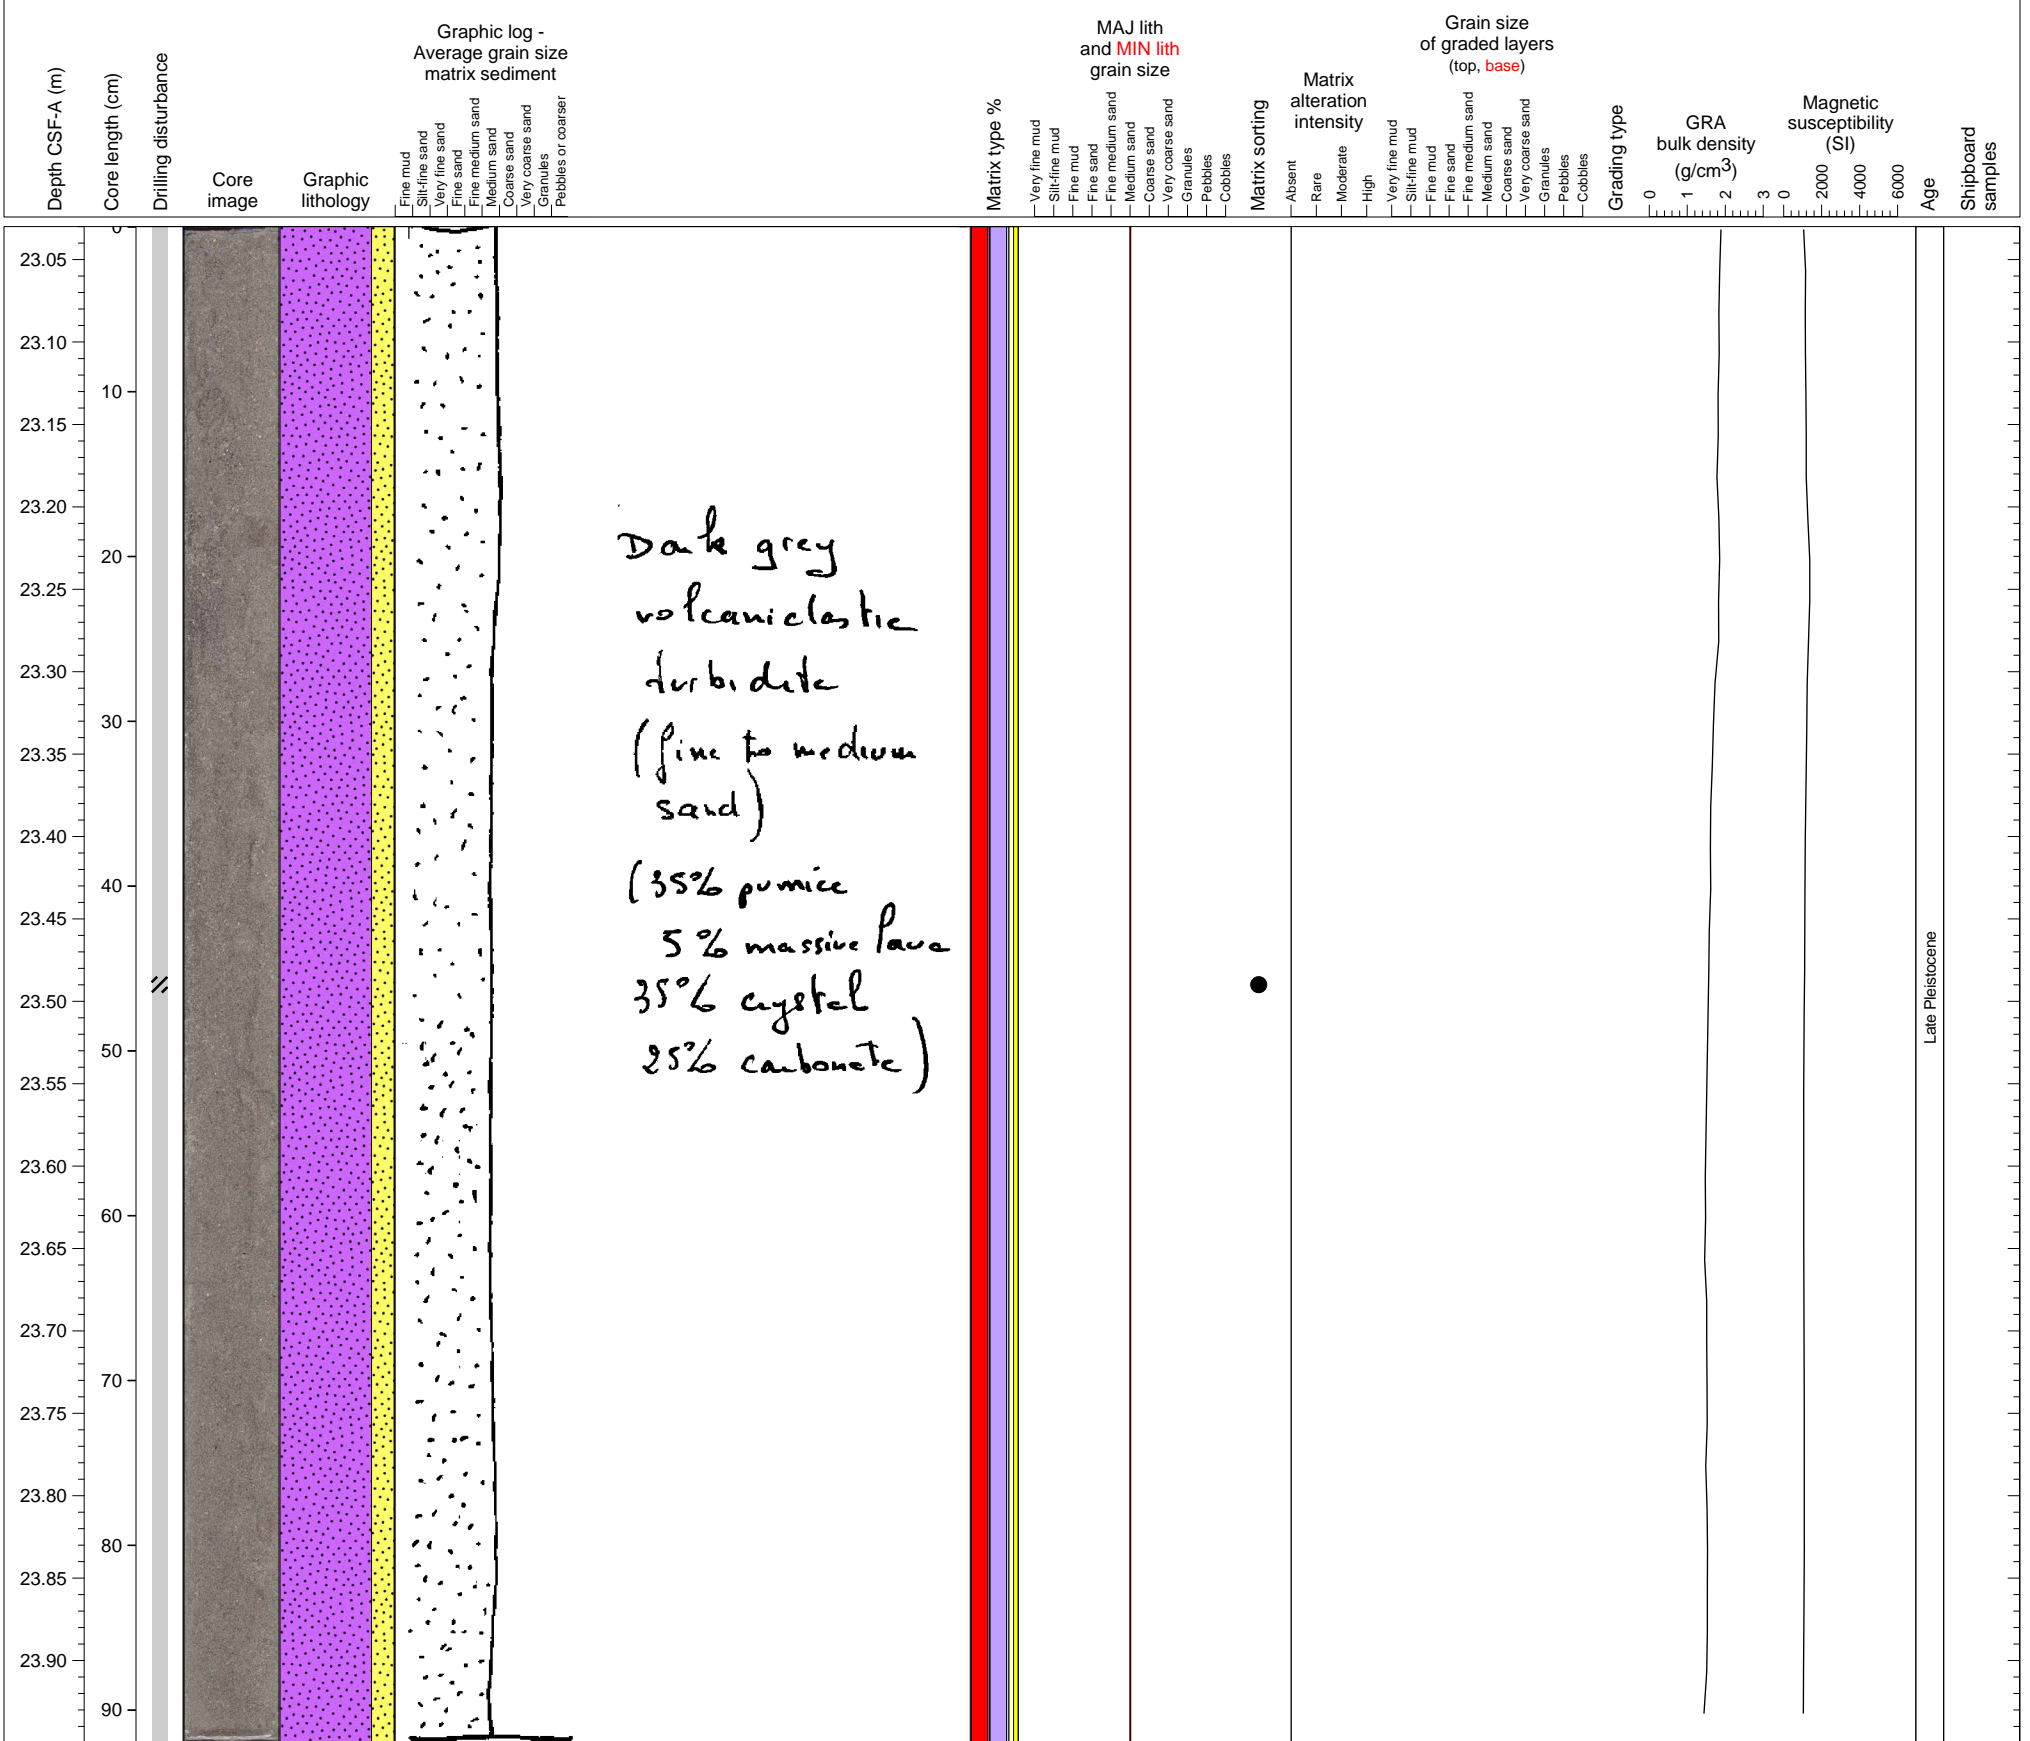 Graphic log -
Average grain size
matrix sediment
MAJ lith
and MIN lith
grain size
Grain size
of graded layers
(top, base)
Matrix
alteration
intensity
GRA
bulk density
(g/cm3)
Magnetic
susceptibility
(SI)
Depth CSF-A (m)
Core length (cm)
Drilling disturbance
Core
image
Graphic
lithology
Fine mud
Silt-fine sand
Very fine sand
Fine sand
Fine medium sand
Medium sand
Coarse sand
Very coarse sand
Granules
Pebbles or coarser
Matrix type %
Very fine mud
Silt-fine mud
Fine mud
Fine sand
Fine medium sand
Medium sand
Coarse sand
Very coarse sand
Granules
Pebbles
Cobbles
Matrix sorting
Absent
Rare
Moderate
High
Very fine mud
Silt-fine mud
Fine mud
Fine sand
Fine medium sand
Medium sand
Coarse sand
Very coarse sand
Granules
Pebbles
Cobbles
Grading type
0 1 2 3
0 2000 4000 6000
Age
Shipboard
samples
0
23.05
23.10
10
23.15
23.20
20
23.25
23.30
30
23.35
23.40
40
23.45
23.50
50
23.55
23.60
60
23.65
23.70
70
23.75
23.80
80
23.85
23.90
90
Dark grey
volcaniclastic
turbidite
(fine to medium
sand)
(35% pumice
5% massive lava
35% crystal
25% carbonate)
Late Pleistocene